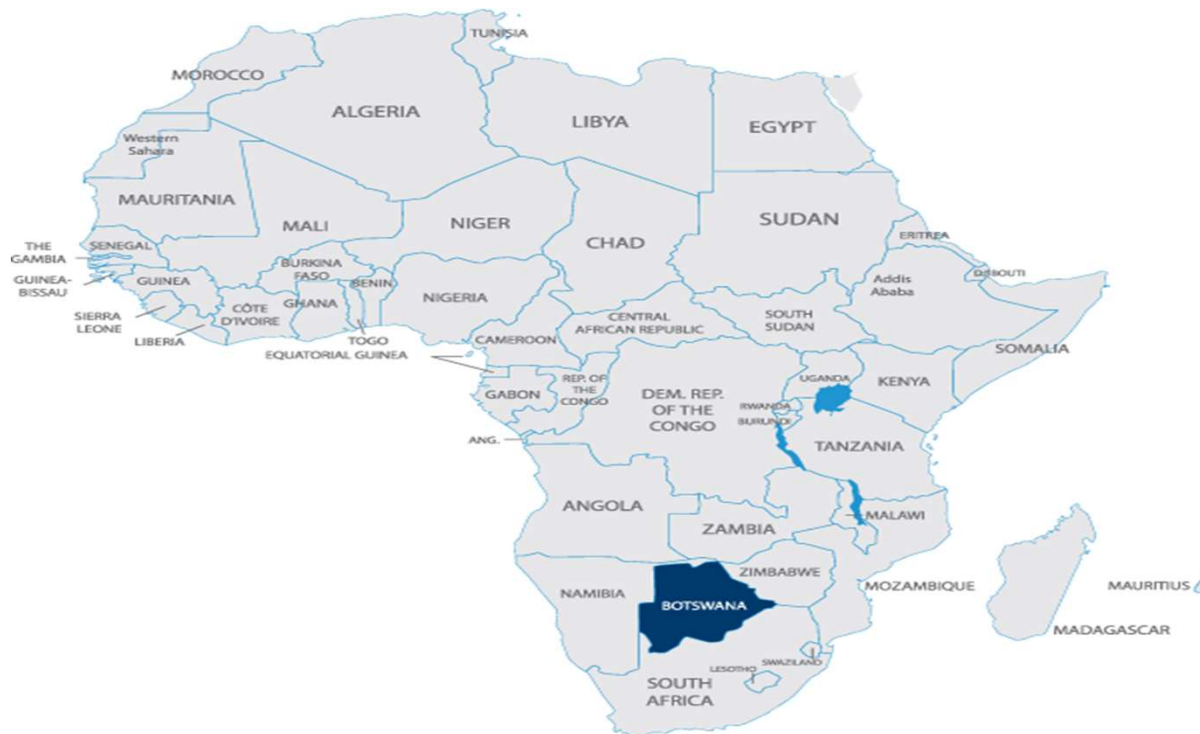 TUNISIA
MOROCCO
ALGERIA
LIBYA
EGYPT
Western
Sahara
MAURITANIA
MALI
NIGER
CHAD
SUDAN
ERITREA
THE
GAMBIA
SENEGAL
BURKINA
FASO
DJIBOUTI
Addis
Ababa
GUINEA-
BISSAU
GUINEA
BENIN
NIGERIA
GHANA
CÔTE
D'IVOIRE
SIERRA
LEONE
LIBERIA
TOGO
CENTRAL
AFRICAN REPUBLIC
SOUTH
SUDAN
CAMEROON
EQUATORIAL GUINEA
SOMALIA
GABON
REP. OF
THE
CONGO
DEM. REP.
OF THE
CONGO
UGANDA
KENYA
RWANDA
BURUNDI
ANG.
TANZANIA
ANGOLA
ZAMBIA
MALAWI
NAMIBIA
ZIMBABWE
MOZAMBIQUE
MAURITIUS
BOTSWANA
MADAGASCAR
LESOTHO
SWAZILAND
SOUTH
AFRICA